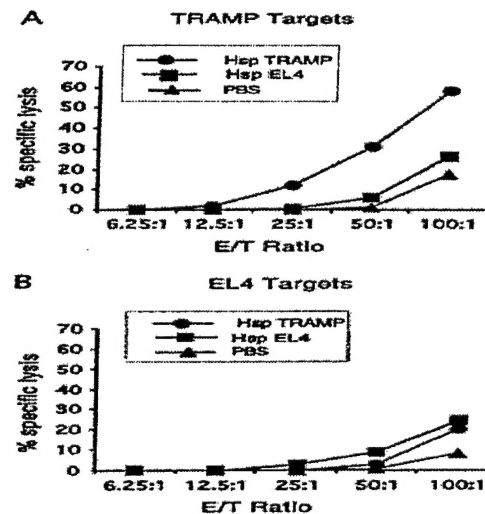 A TRAMP Targets
Hsp TRAMP
Hsp EL4
PBS
% specific lysis
70
60
50
40
30
20
10
0
6.25:1 12.5:1 25:1 50:1 100:1
E/T Ratio
B EL4 Targets
Hsp TRAMP
Hsp EL4
PBS
% specific lysis
70
60
50
40
30
20
10
0
6.25:1 12.5:1 25:1 50:1 100:1
E/T Ratio